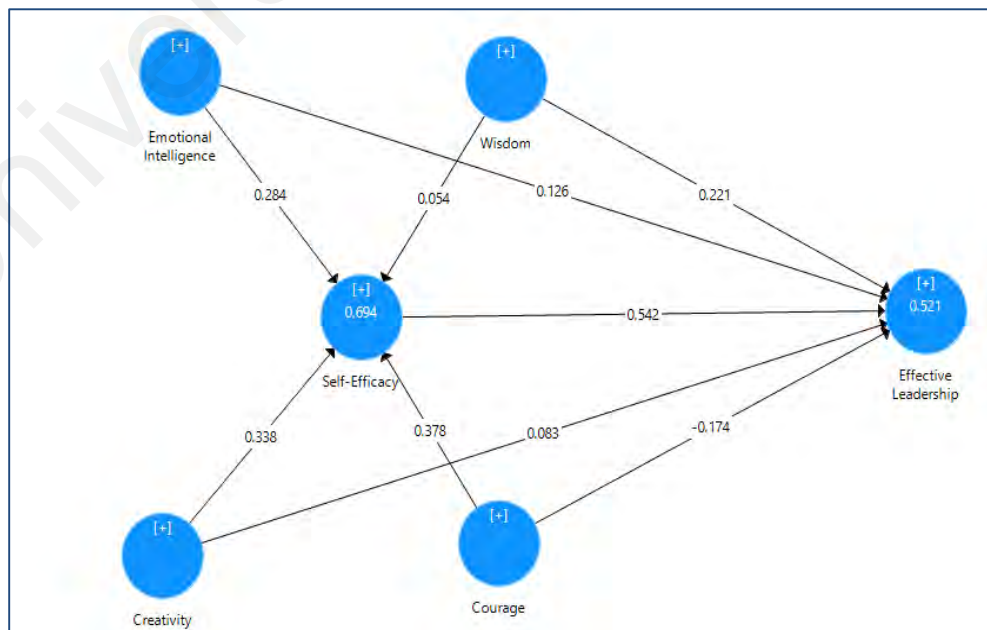 [+]
Emotional
Intelligence
[+]
Wisdom
0.284
0.054
0.126
0.221
[+]
0.694
Self-Efficacy
0.542
[+]
0.521
Effective
Leadership
0.338
0.378
0.083
-0.174
[+]
Creativity
[+]
Courage